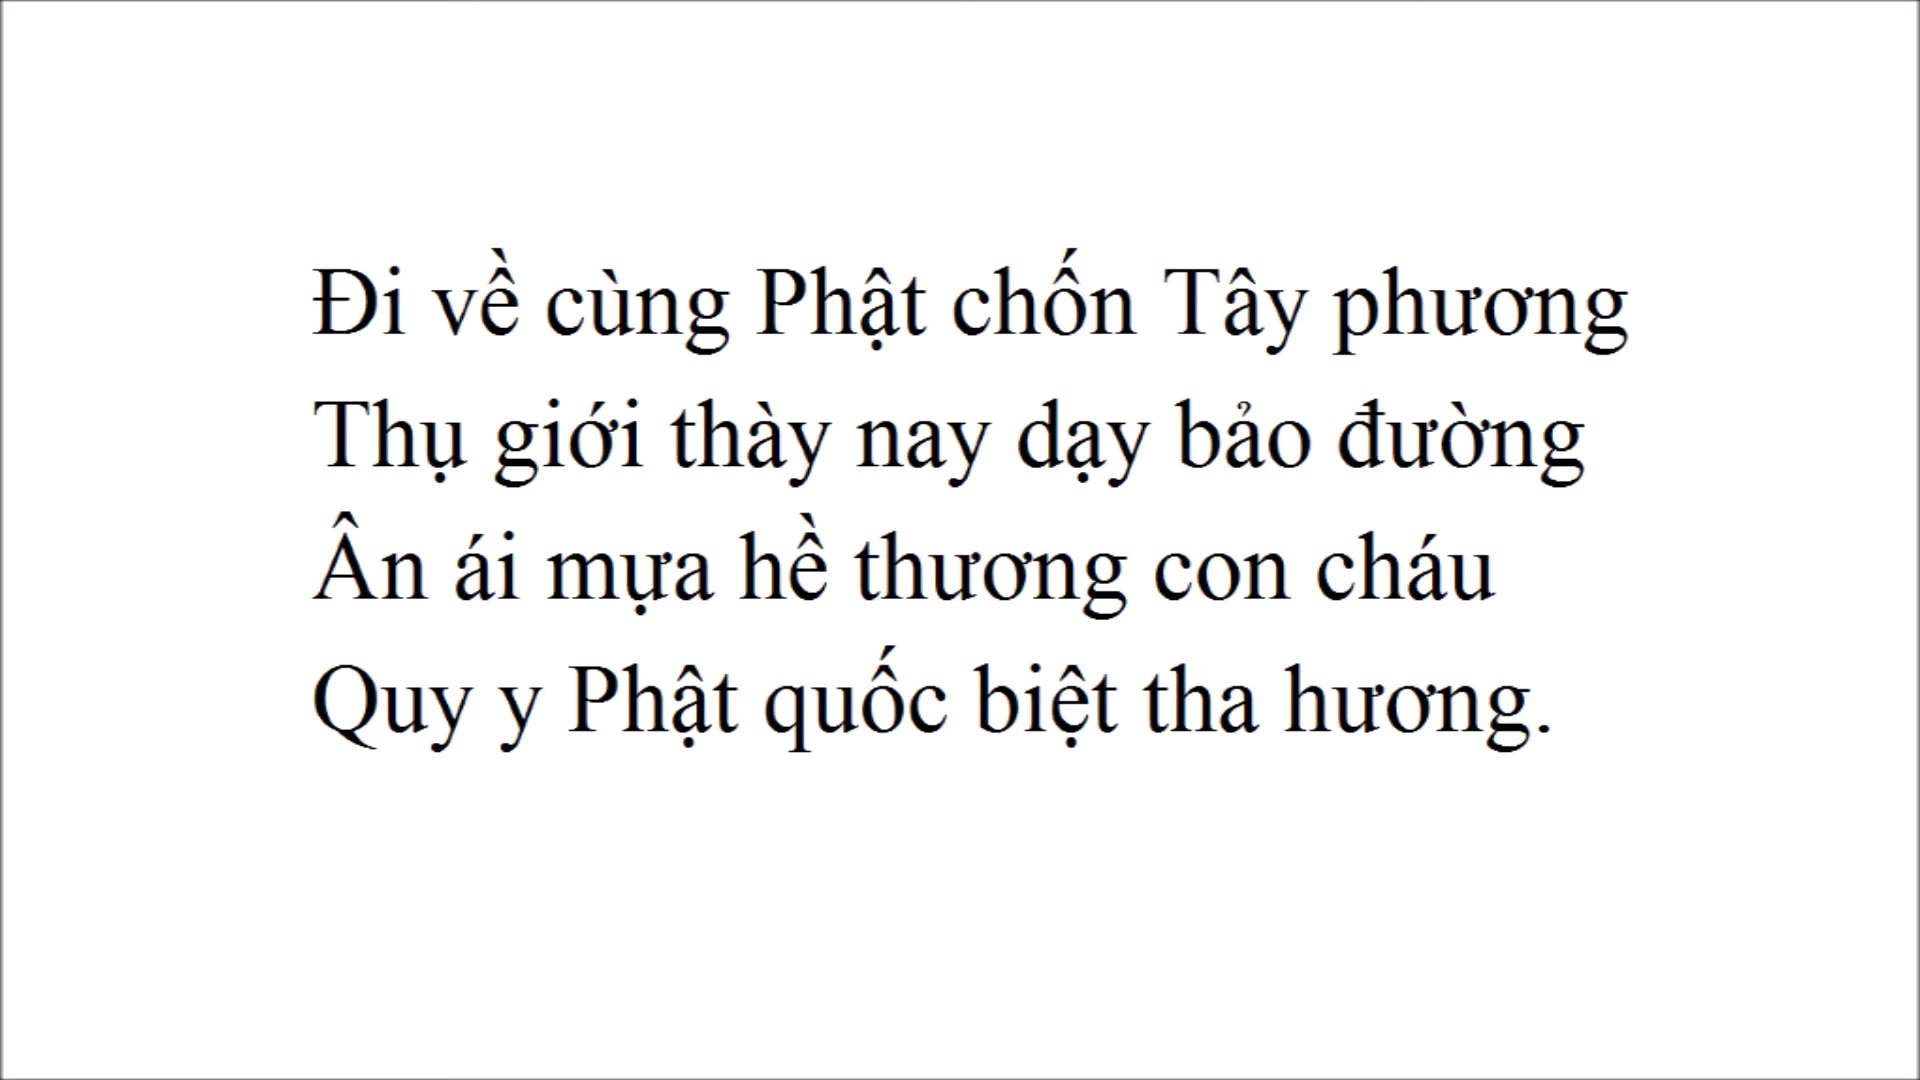 Đi về cùng Phật chốn Tây phương
Thụ giới thày nay dạy bảo đường
Ân ái mựa hề thương con cháu
Quy y Phật quốc biệt tha hương.